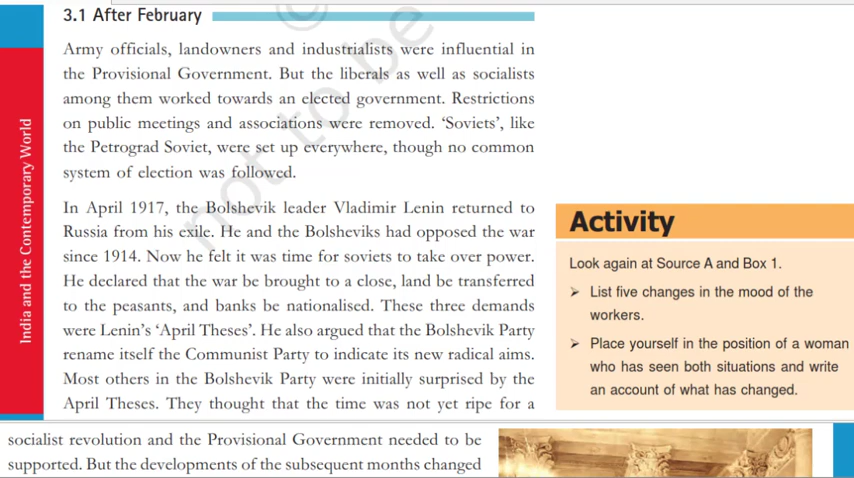 3.1 After February
Army officials, landowners and industrialists were influential in
the Provisional Government. But the liberals as well as socialists
among them worked towards an elected government. Restrictions
on public meetings and associations were removed. ‘Soviets’, like
the Petrograd Soviet, were set up everywhere, though no common
system of election was followed.
In April 1917, the Bolshevik leader Vladimir Lenin returned to
Russia from his exile. He and the Bolsheviks had opposed the war
since 1914. Now he felt it was time for soviets to take over power.
He declared that the war be brought to a close, land be transferred
to the peasants, and banks be nationalised. These three demands
were Lenin’s ‘April Theses’. He also argued that the Bolshevik Party
rename itself the Communist Party to indicate its new radical aims.
Most others in the Bolshevik Party were initially surprised by the
April Theses. They thought that the time was not yet ripe for a
socialist revolution and the Provisional Government needed to be
supported. But the developments of the subsequent months changed
Activity
Look again at Source A and Box 1.
➢ List five changes in the mood of the
workers.
➢ Place yourself in the position of a woman
who has seen both situations and write
an account of what has changed.
India and the Contemporary World
not to be